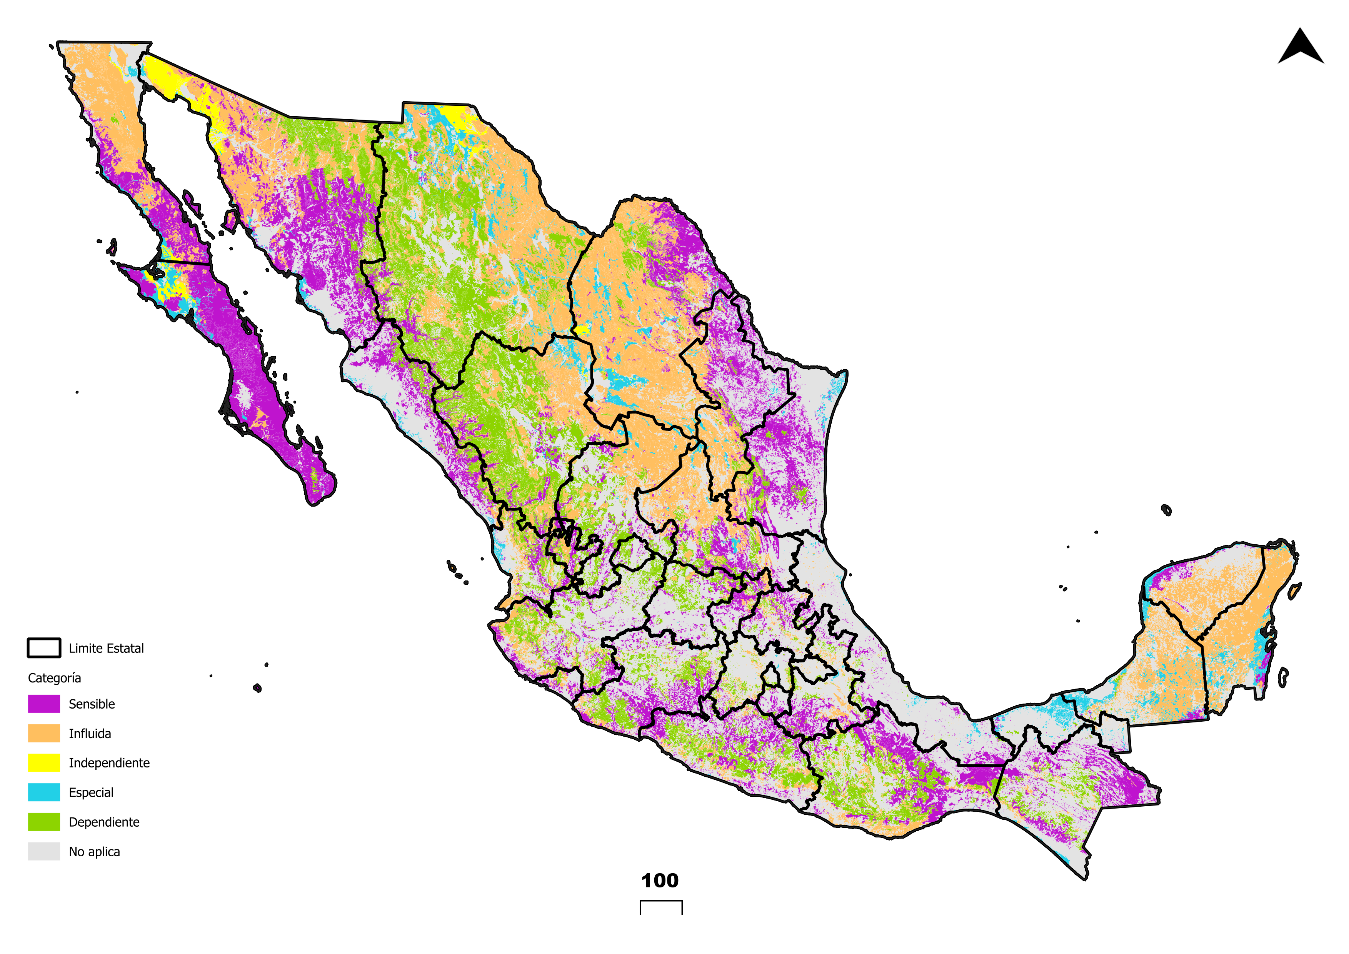 Limite Estatal
Categoría
Sensible
Influida
Independiente
Especial
Dependiente
No aplica
100